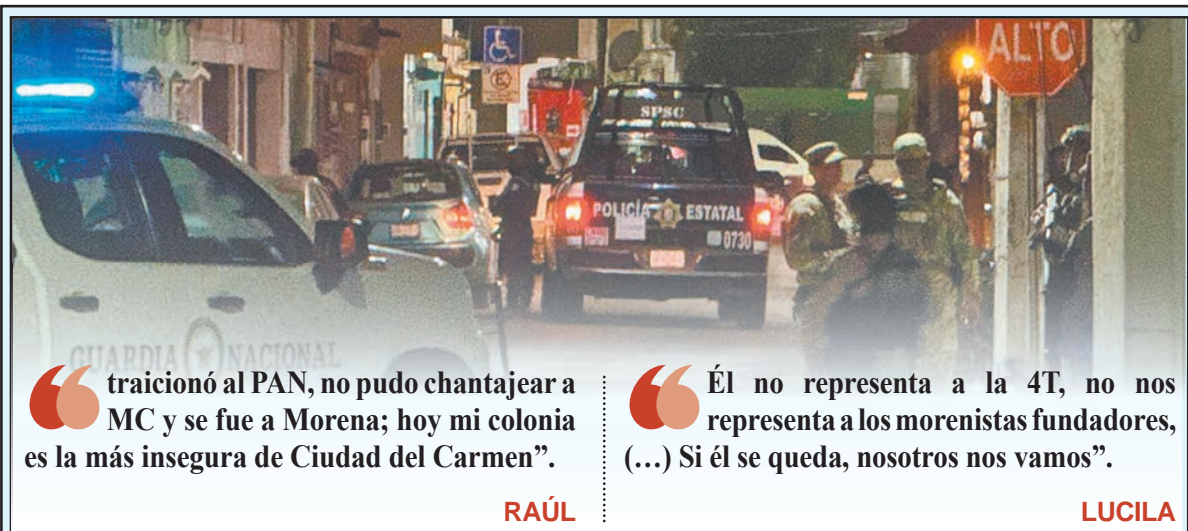 ALTO
SPSC
POLICÍA ESTATAL
0730
GUARDIA NACIONAL
traicionó al PAN, no pudo chantajear a
MC y se fue a Morena; hoy mi colonia
es la más insegura de Ciudad del Carmen”.
RAÚL
Él no representa a la 4T, no nos
representa a los morenistas fundadores,
(…) Si él se queda, nosotros nos vamos”.
LUCILA